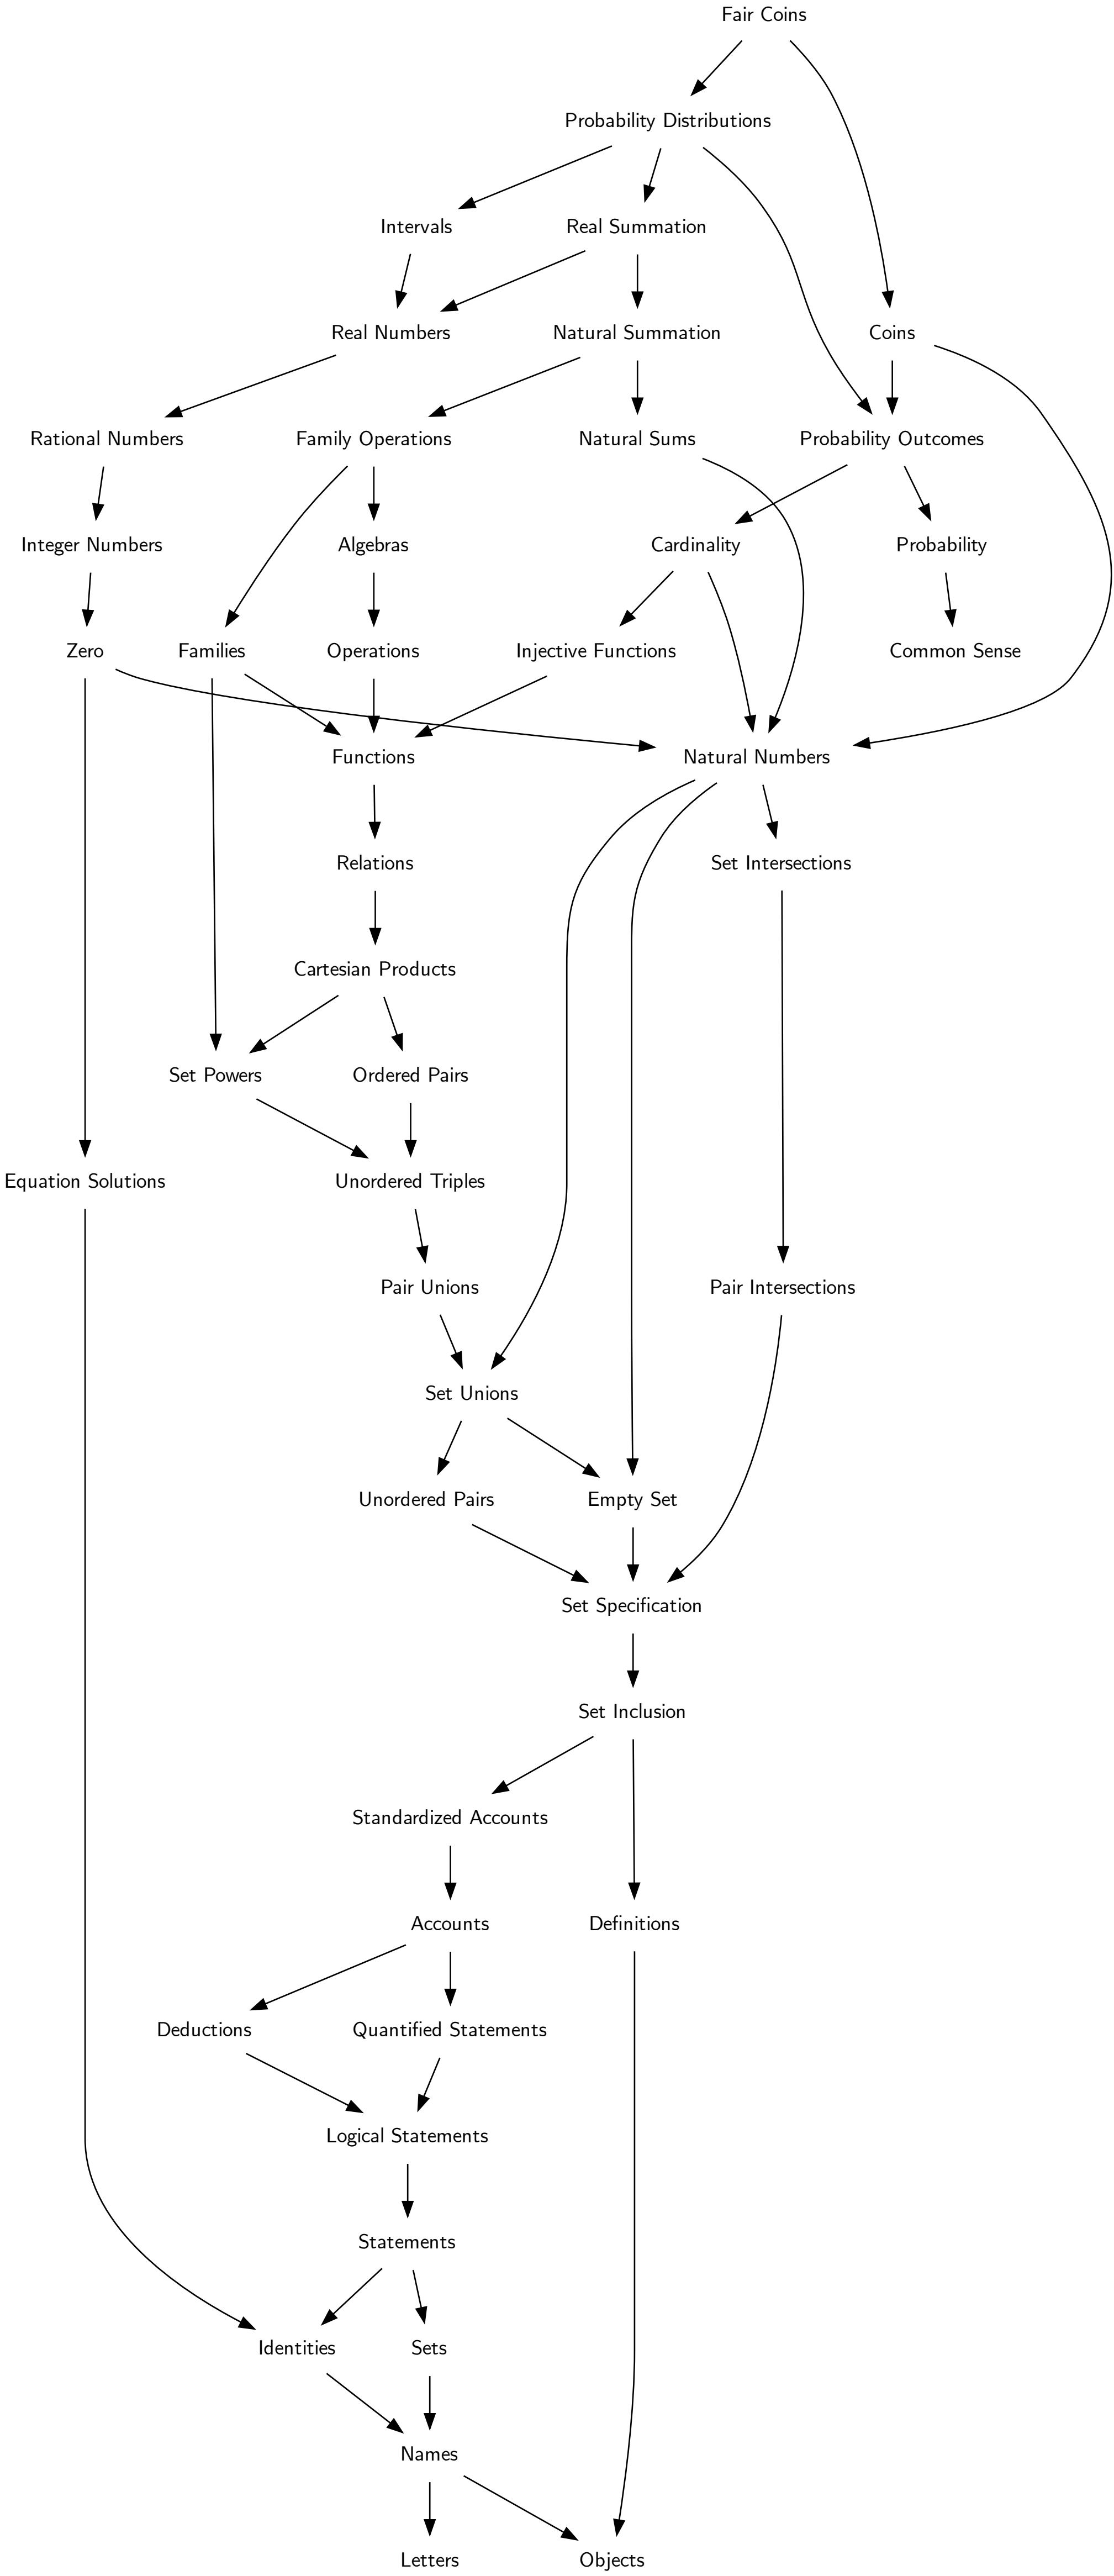 Fair Coins
Probability Distributions
Intervals
Real Summation
Real Numbers
Natural Summation
Coins
Rational Numbers
Family Operations
Natural Sums
Probability Outcomes
Integer Numbers
Algebras
Cardinality
Probability
Zero
Families
Operations
Injective Functions
Common Sense
Functions
Natural Numbers
Relations
Set Intersections
Cartesian Products
Set Powers
Ordered Pairs
Equation Solutions
Unordered Triples
Pair Unions
Pair Intersections
Set Unions
Unordered Pairs
Empty Set
Set Specification
Set Inclusion
Standardized Accounts
Accounts
Definitions
Deductions
Quantified Statements
Logical Statements
Statements
Identities
Sets
Names
Letters
Objects